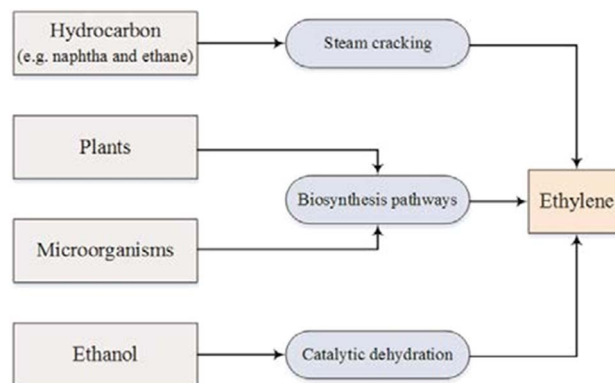 Hydrocarbon
(e.g. naphtha and ethane)
Steam cracking
Plants
Biosynthesis pathways
Ethylene
Microorganisms
Ethanol
Catalytic dehydration